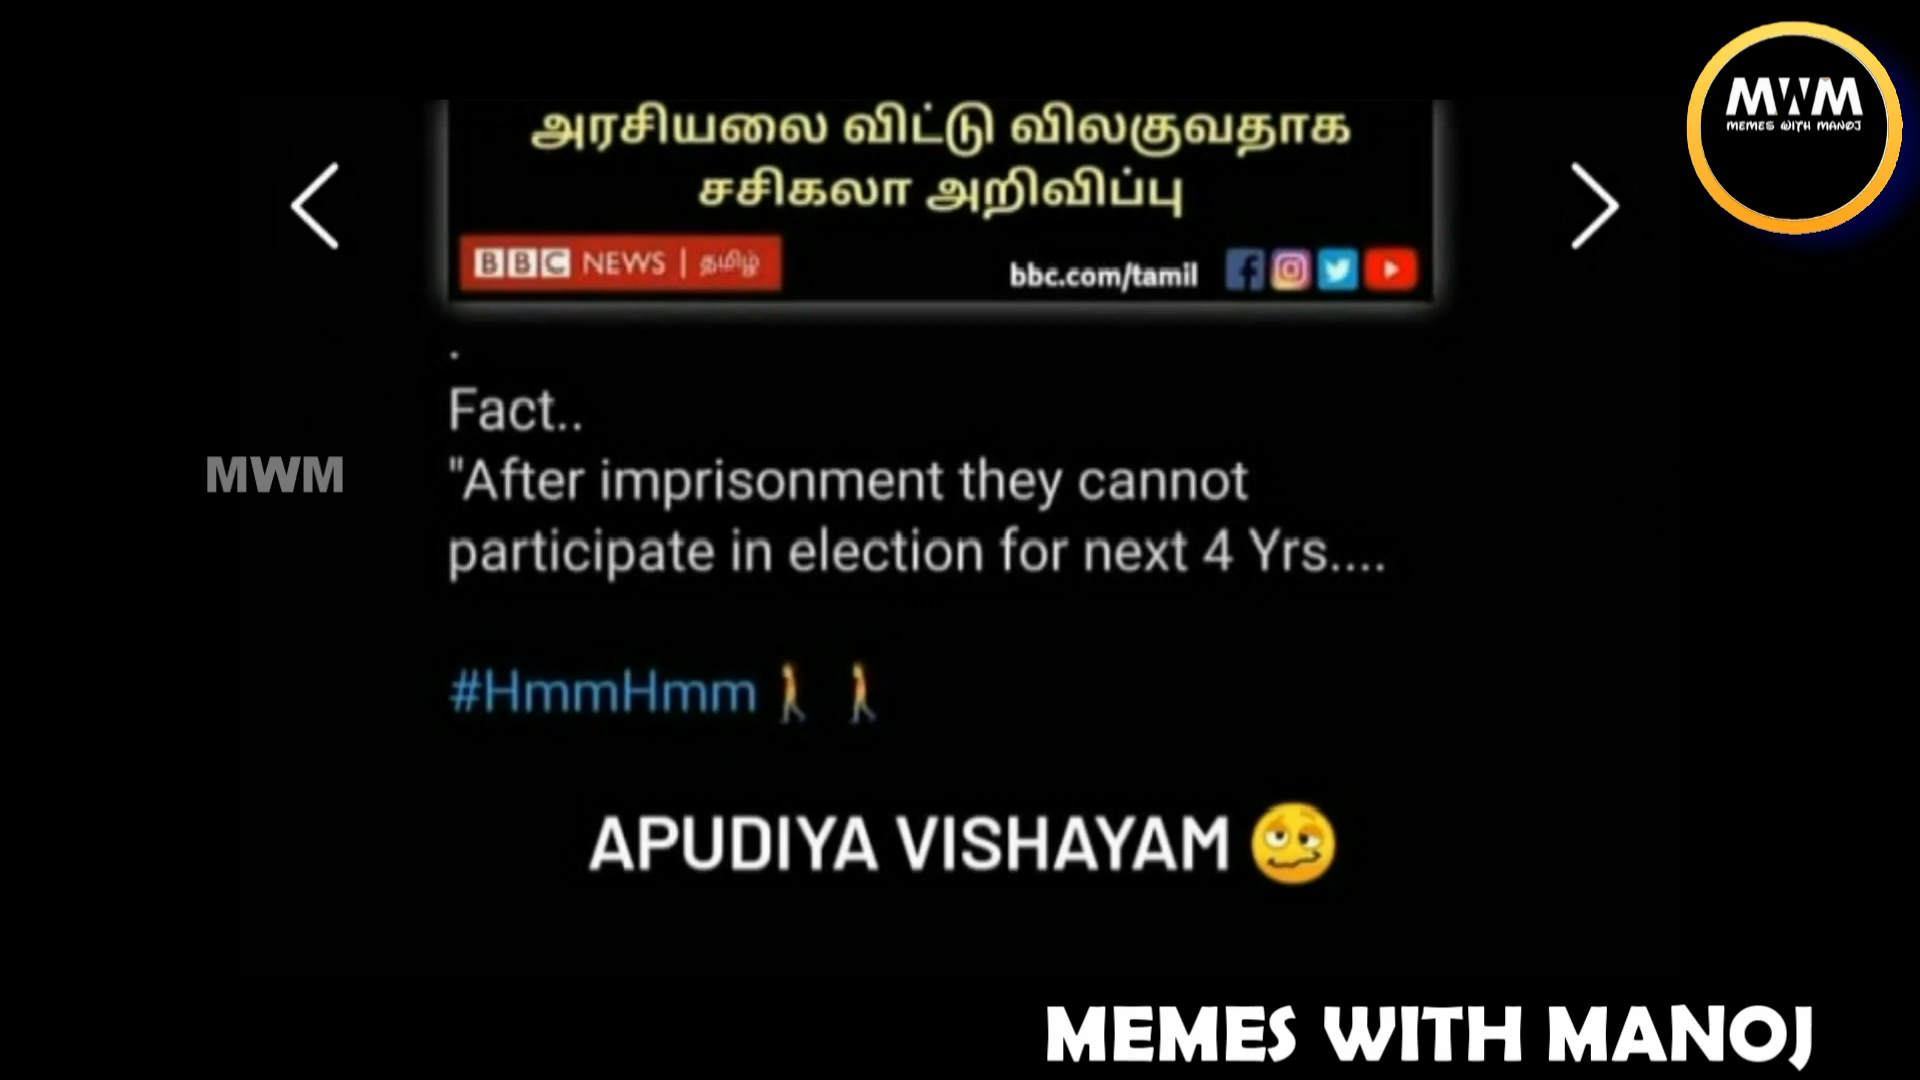 MWM
MEMES WITH MANOJ
அரசியலை விட்டு விலகுவதாக
சசிகலா அறிவிப்பு
BBC NEWS | தமிழ்
bbc.com/tamil
.
Fact..
"After imprisonment they cannot
participate in election for next 4 Yrs....
MWM
#HmmHmm
APUDIYA VISHAYAM
MEMES WITH MANOJ